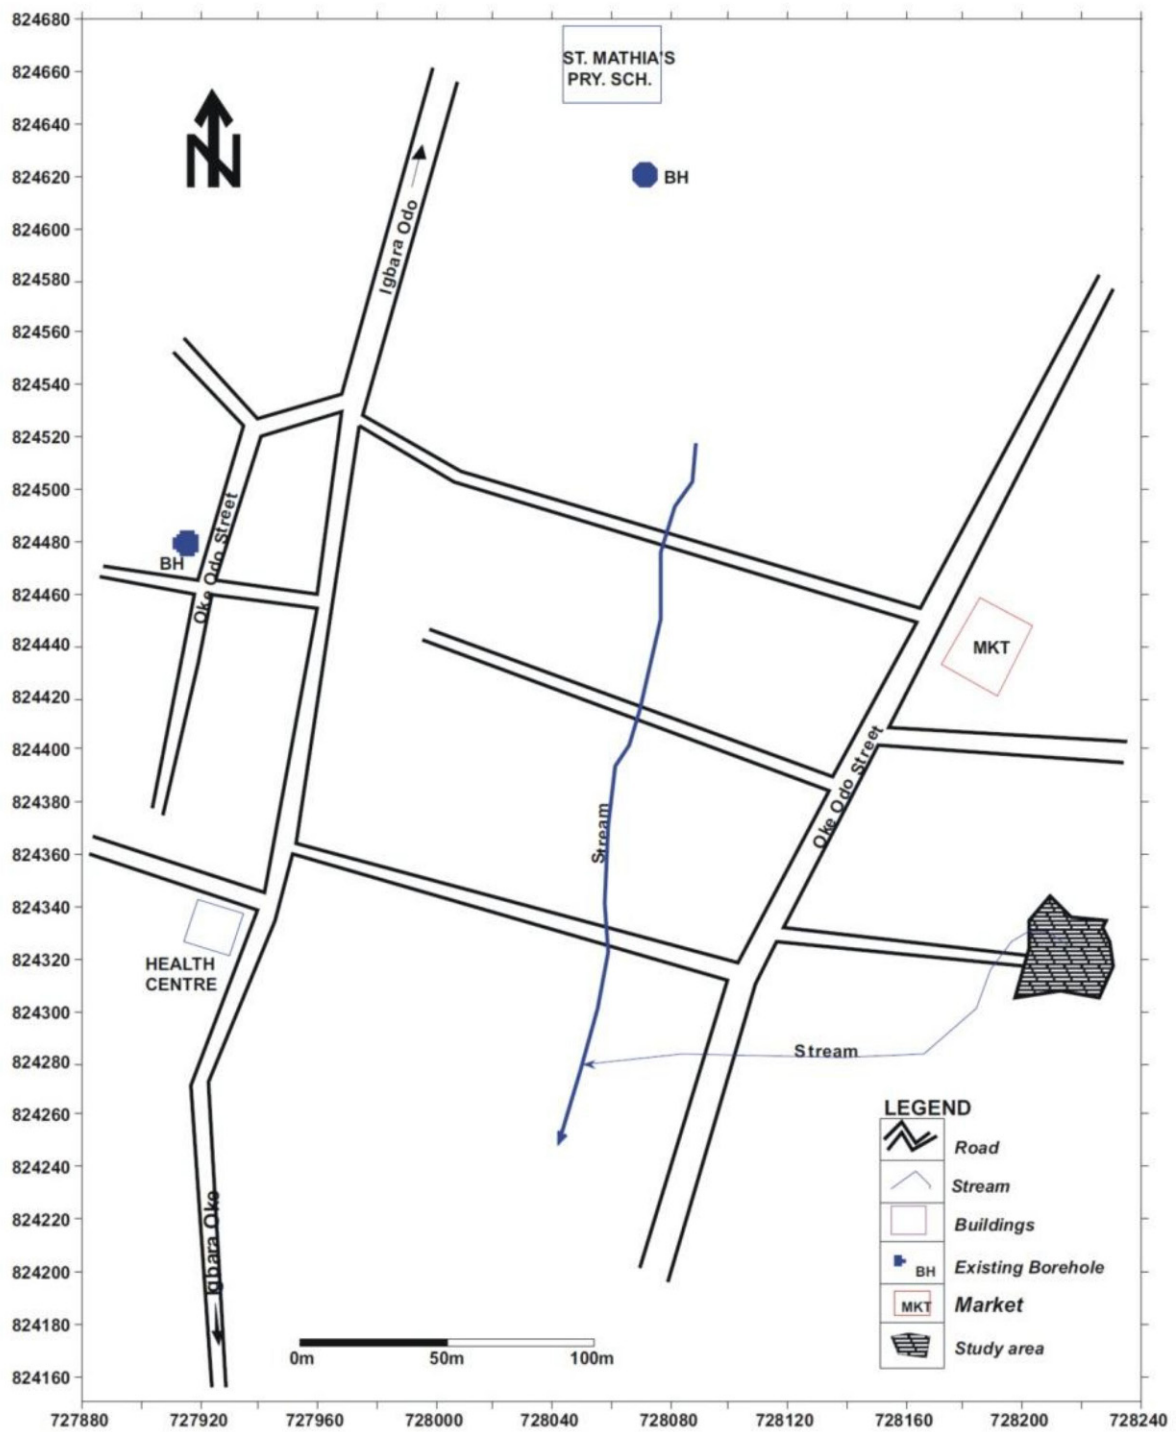 824680
824660
824640
824620
824600
824580
824560
824540
824520
824500
824480
824460
824440
824420
824400
824380
824360
824340
824320
824300
824280
824260
824240
824220
824200
824180
824160
ST. MATHIA'S
PRY. SCH.
N
BH
Igbara Odo
Oke Odo Street
BH
MKT
Oke Odo Street
Stream
HEALTH
CENTRE
Stream
Igbara Oke
LEGEND
Road
Stream
Buildings
BH
Existing Borehole
MKT
Market
Study area
0m
50m
100m
727880
727920
727960
728000
728040
728080
728120
728160
728200
728240